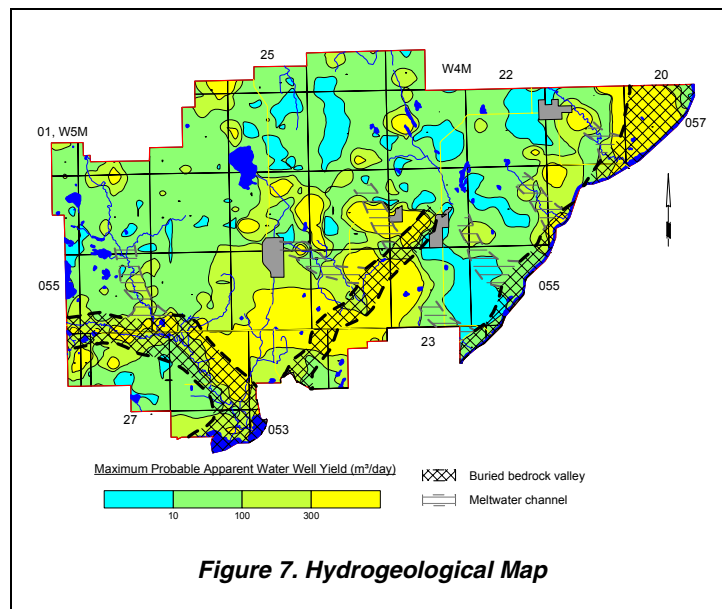 25
W4M
22
20
057
01, W5M
055
055
23
27
053
Maximum Probable Apparent Water Well Yield (m³/day)
10 100 300
Buried bedrock valley
Meltwater channel
Figure 7. Hydrogeological Map